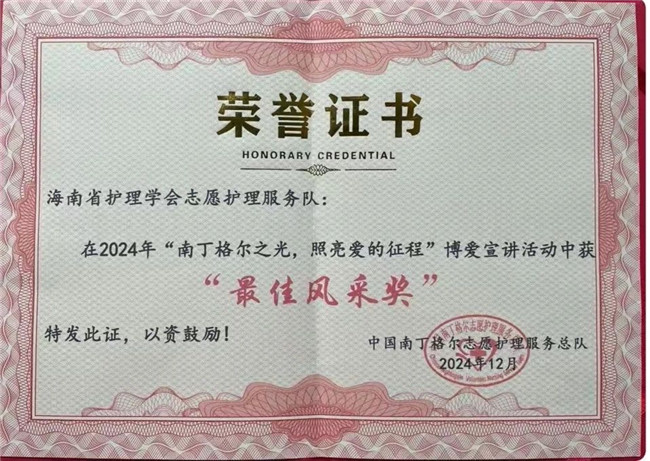 荣誉证书
HONORARY CREDENTIAL
海南省护理学会志愿护理服务队：
在2024年“南丁格尔之光，照亮爱的征程”博爱宣讲活动中获
“最佳风采奖”
特发此证，以资鼓励！
中国南丁格尔志愿护理服务总队
2024年12月